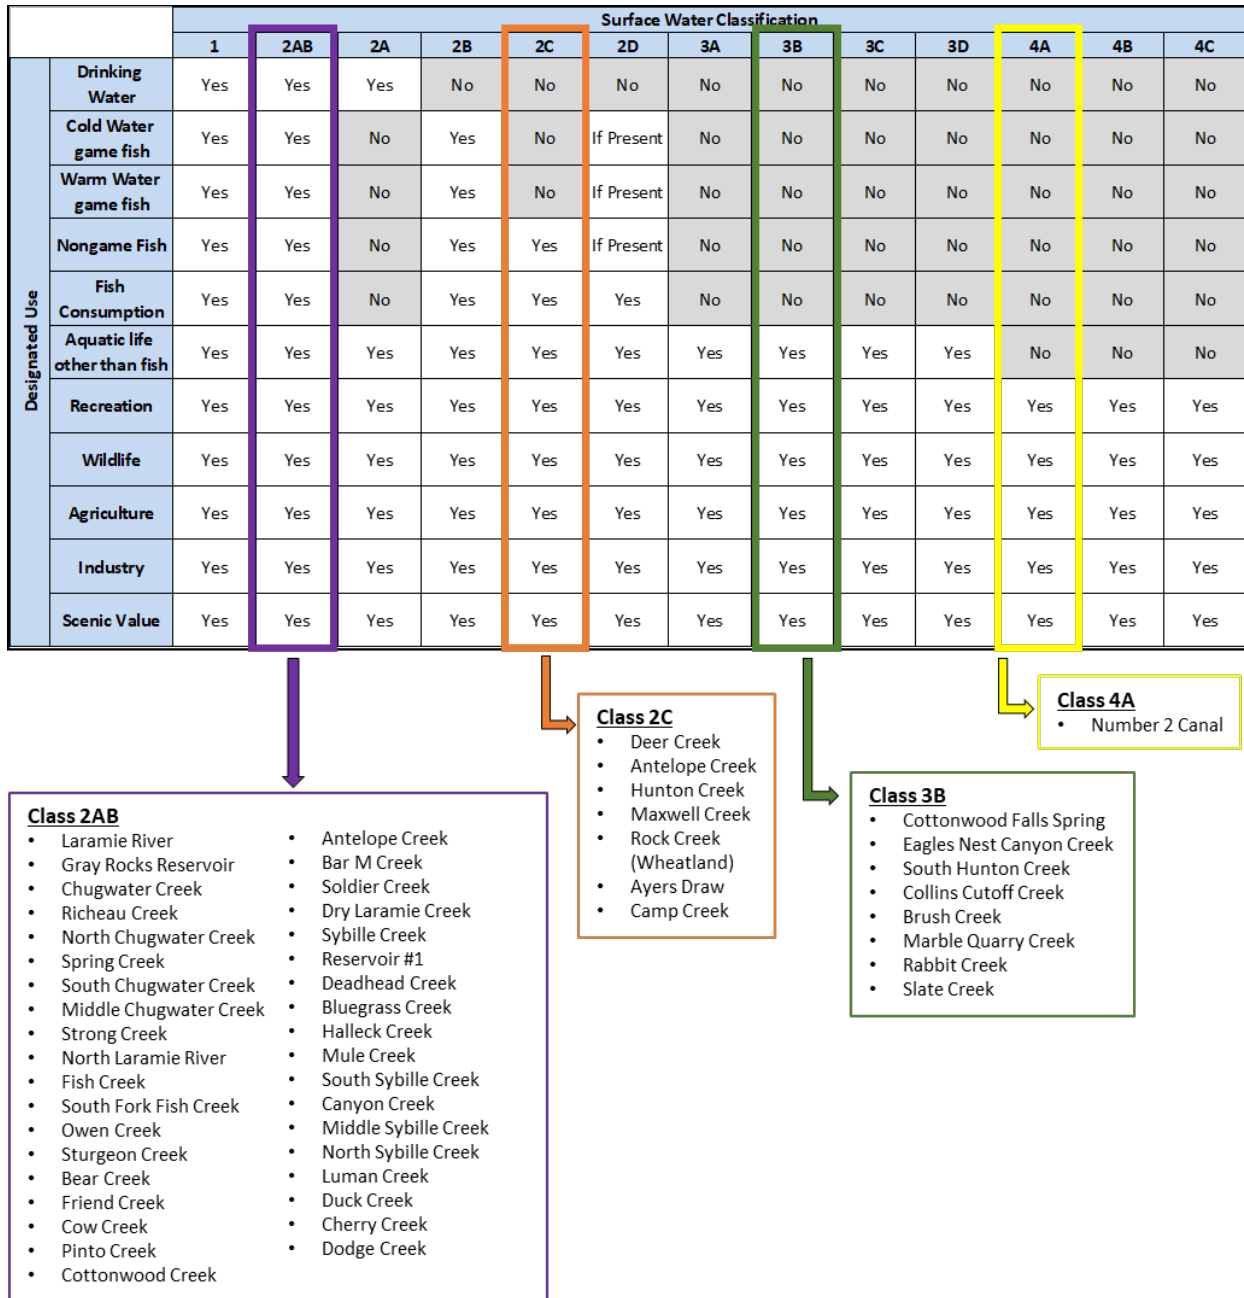 Surface Water Classification
1 2AB 2A 2B 2C 2D 3A 3B 3C 3D 4A 4B 4C
Designated Use
Drinking Water Yes Yes Yes No No No No No No No No No No
Cold Water game fish Yes Yes No Yes No If Present No No No No No No No
Warm Water game fish Yes Yes No Yes No If Present No No No No No No No
Nongame Fish Yes Yes No Yes Yes If Present No No No No No No No
Fish Consumption Yes Yes No Yes Yes Yes No No No No No No No
Aquatic life other than fish Yes Yes Yes Yes Yes Yes Yes Yes Yes Yes No No No
Recreation Yes Yes Yes Yes Yes Yes Yes Yes Yes Yes Yes Yes Yes
Wildlife Yes Yes Yes Yes Yes Yes Yes Yes Yes Yes Yes Yes Yes
Agriculture Yes Yes Yes Yes Yes Yes Yes Yes Yes Yes Yes Yes Yes
Industry Yes Yes Yes Yes Yes Yes Yes Yes Yes Yes Yes Yes Yes
Scenic Value Yes Yes Yes Yes Yes Yes Yes Yes Yes Yes Yes Yes Yes
Class 2AB
• Laramie River
• Gray Rocks Reservoir
• Chugwater Creek
• Richeau Creek
• North Chugwater Creek
• Spring Creek
• South Chugwater Creek
• Middle Chugwater Creek
• Strong Creek
• North Laramie River
• Fish Creek
• South Fork Fish Creek
• Owen Creek
• Sturgeon Creek
• Bear Creek
• Friend Creek
• Cow Creek
• Pinto Creek
• Cottonwood Creek
• Antelope Creek
• Bar M Creek
• Soldier Creek
• Dry Laramie Creek
• Sybille Creek
• Reservoir #1
• Deadhead Creek
• Bluegrass Creek
• Halleck Creek
• Mule Creek
• South Sybille Creek
• Canyon Creek
• Middle Sybille Creek
• North Sybille Creek
• Luman Creek
• Duck Creek
• Cherry Creek
• Dodge Creek
Class 2C
• Deer Creek
• Antelope Creek
• Hunton Creek
• Maxwell Creek
• Rock Creek
(Wheatland)
• Ayers Draw
• Camp Creek
Class 3B
• Cottonwood Falls Spring
• Eagles Nest Canyon Creek
• South Hunton Creek
• Collins Cutoff Creek
• Brush Creek
• Marble Quarry Creek
• Rabbit Creek
• Slate Creek
Class 4A
• Number 2 Canal